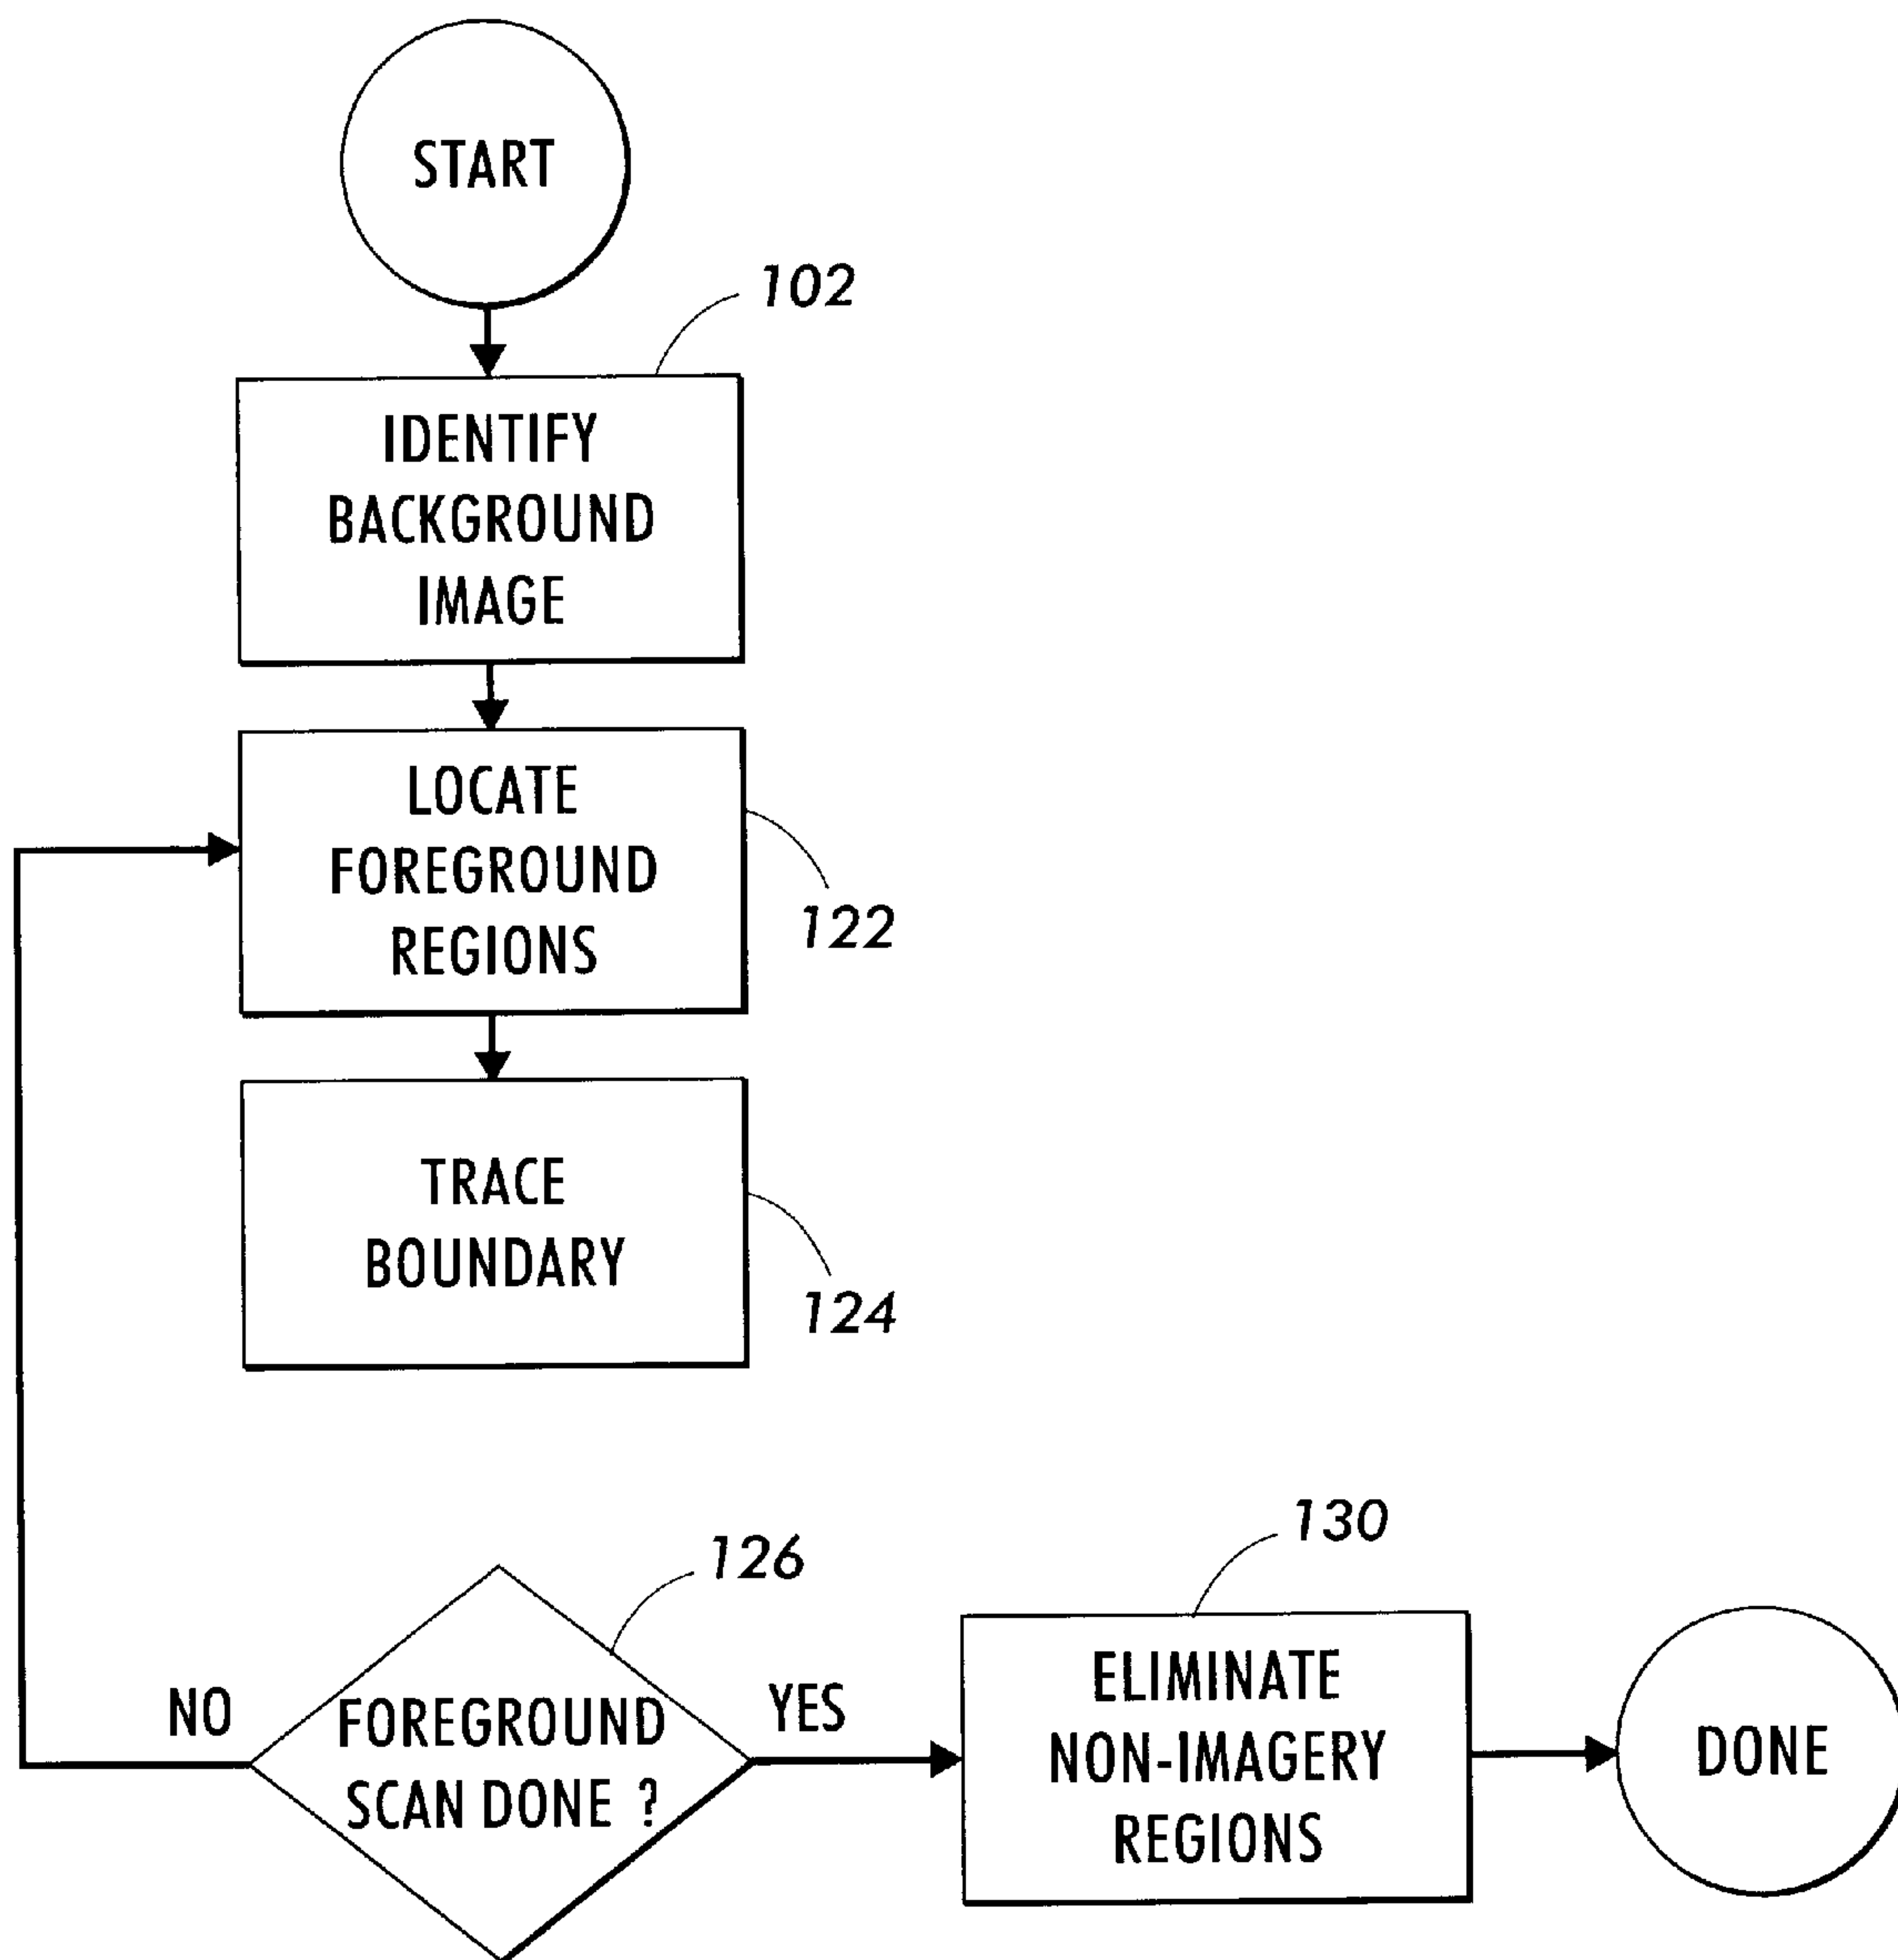 START
102
IDENTIFY
BACKGROUND
IMAGE
LOCATE
FOREGROUND
REGIONS
122
TRACE
BOUNDARY
124
126
NO
FOREGROUND
SCAN DONE ?
YES
130
ELIMINATE
NON-IMAGERY
REGIONS
DONE